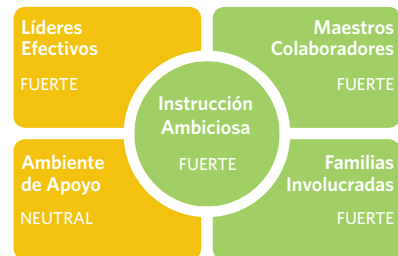 Líderes
Efectivos
FUERTE
Maestros
Colaboradores
FUERTE
Instrucción
Ambiciosa
FUERTE
Ambiente
de Apoyo
NEUTRAL
Familias
Involucradas
FUERTE